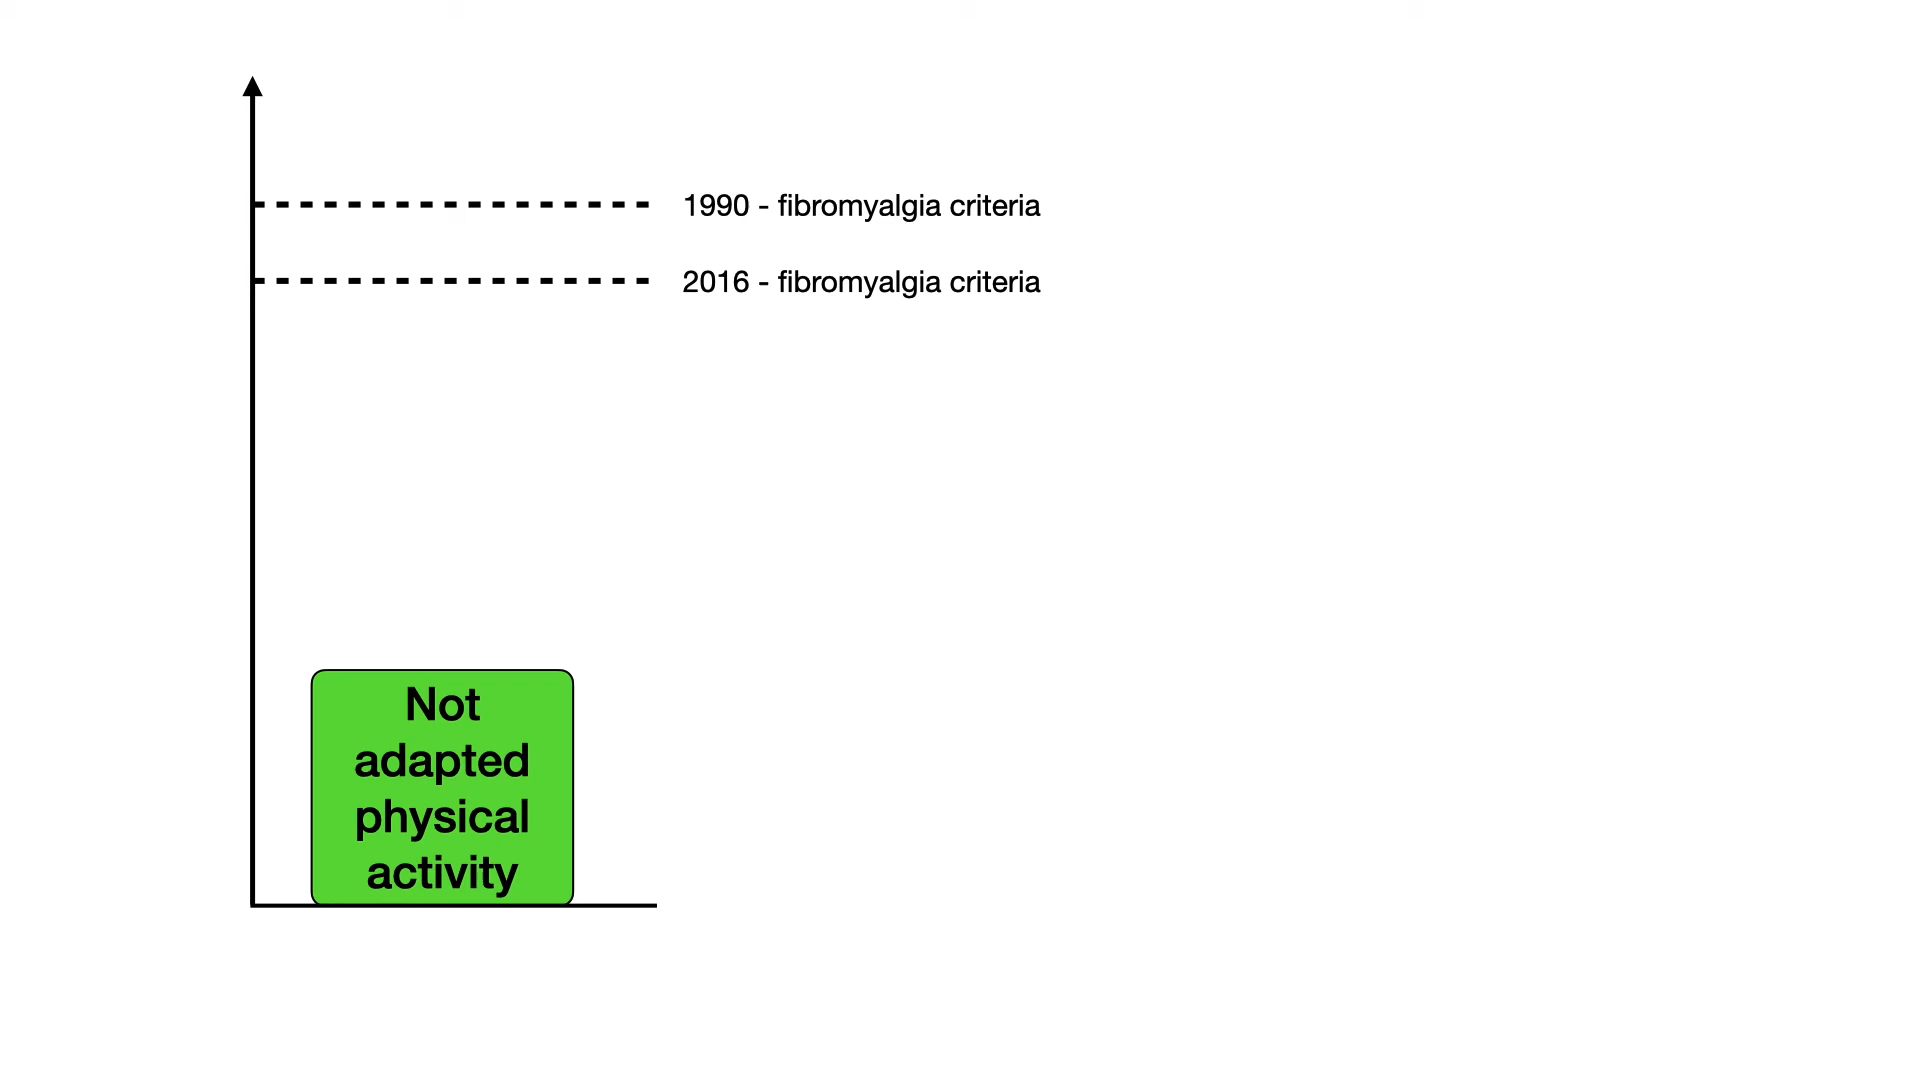 1990 - fibromyalgia criteria
2016 - fibromyalgia criteria
Not
adapted
physical
activity